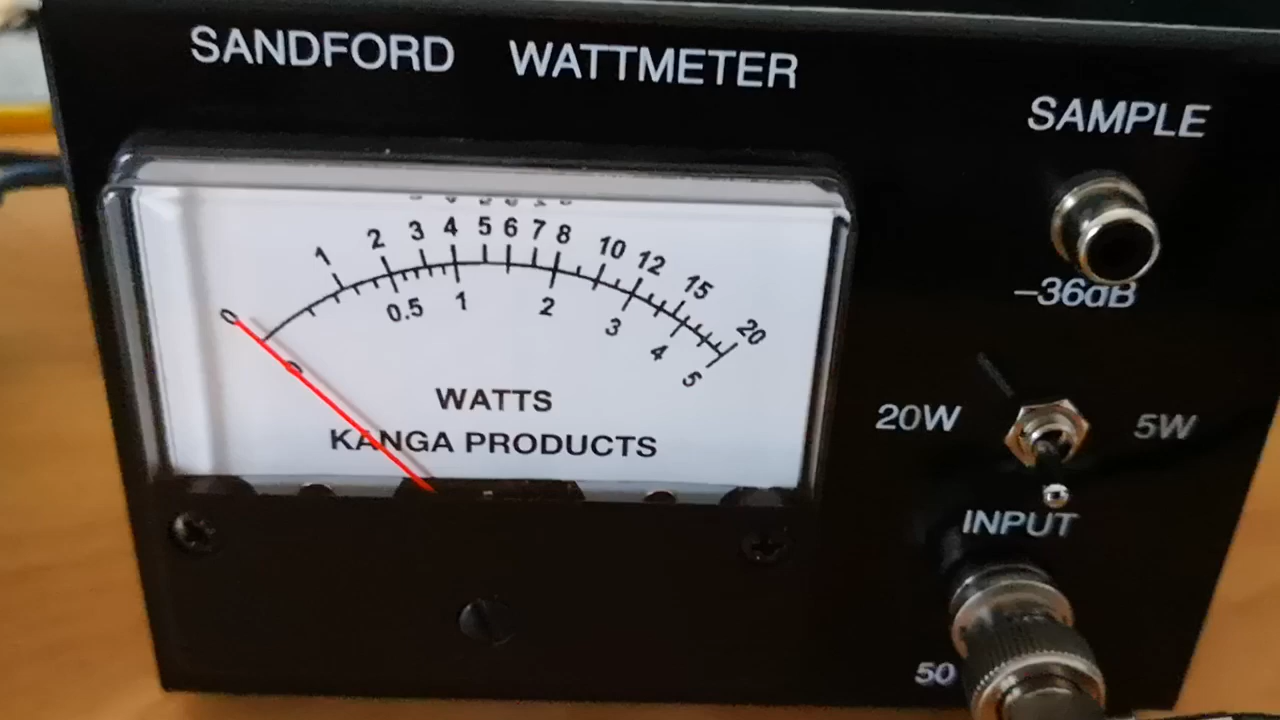 SANDFORD WATTMETER
SAMPLE
-36dB
0 1 2 3 4 5 6 7 8 10 12 15 20
0 0.5 1 2 3 4 5
WATTS
KANGA PRODUCTS
20W 5W
INPUT
50